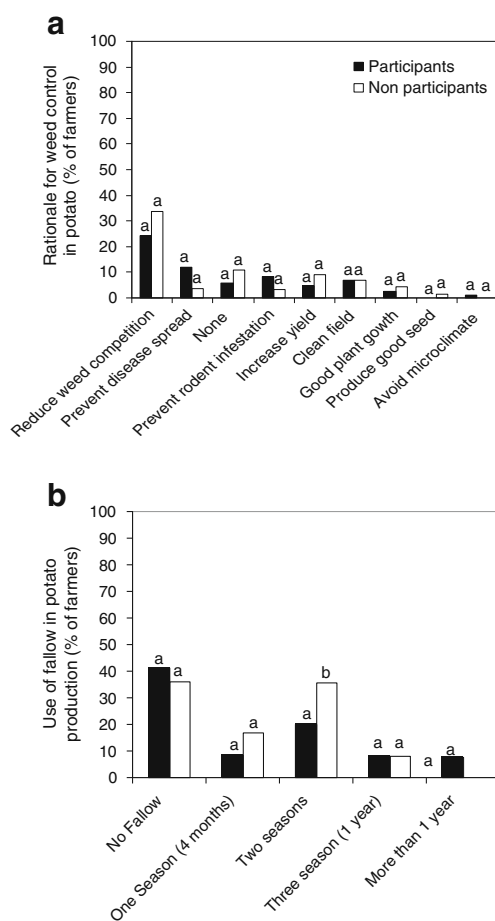 a
100
90
80
70
60
50
40
30
20
10
0
Rationale for weed control
in potato (% of farmers)
Participants
Non participants
a a
a a
a a
a a
a a
a a
a a
a a
a a
Reduce weed competition
Prevent disease spread
None
Prevent rodent infestation
Increase yield
Clean field
Good plant gowth
Produce good seed
Avoid microclimate
b
100
90
80
70
60
50
40
30
20
10
0
Use of fallow in potato
production (% of farmers)
a a
a a
a b
a a
a a
No Fallow
One Season (4 months)
Two seasons
Three season (1 year)
More than 1 year